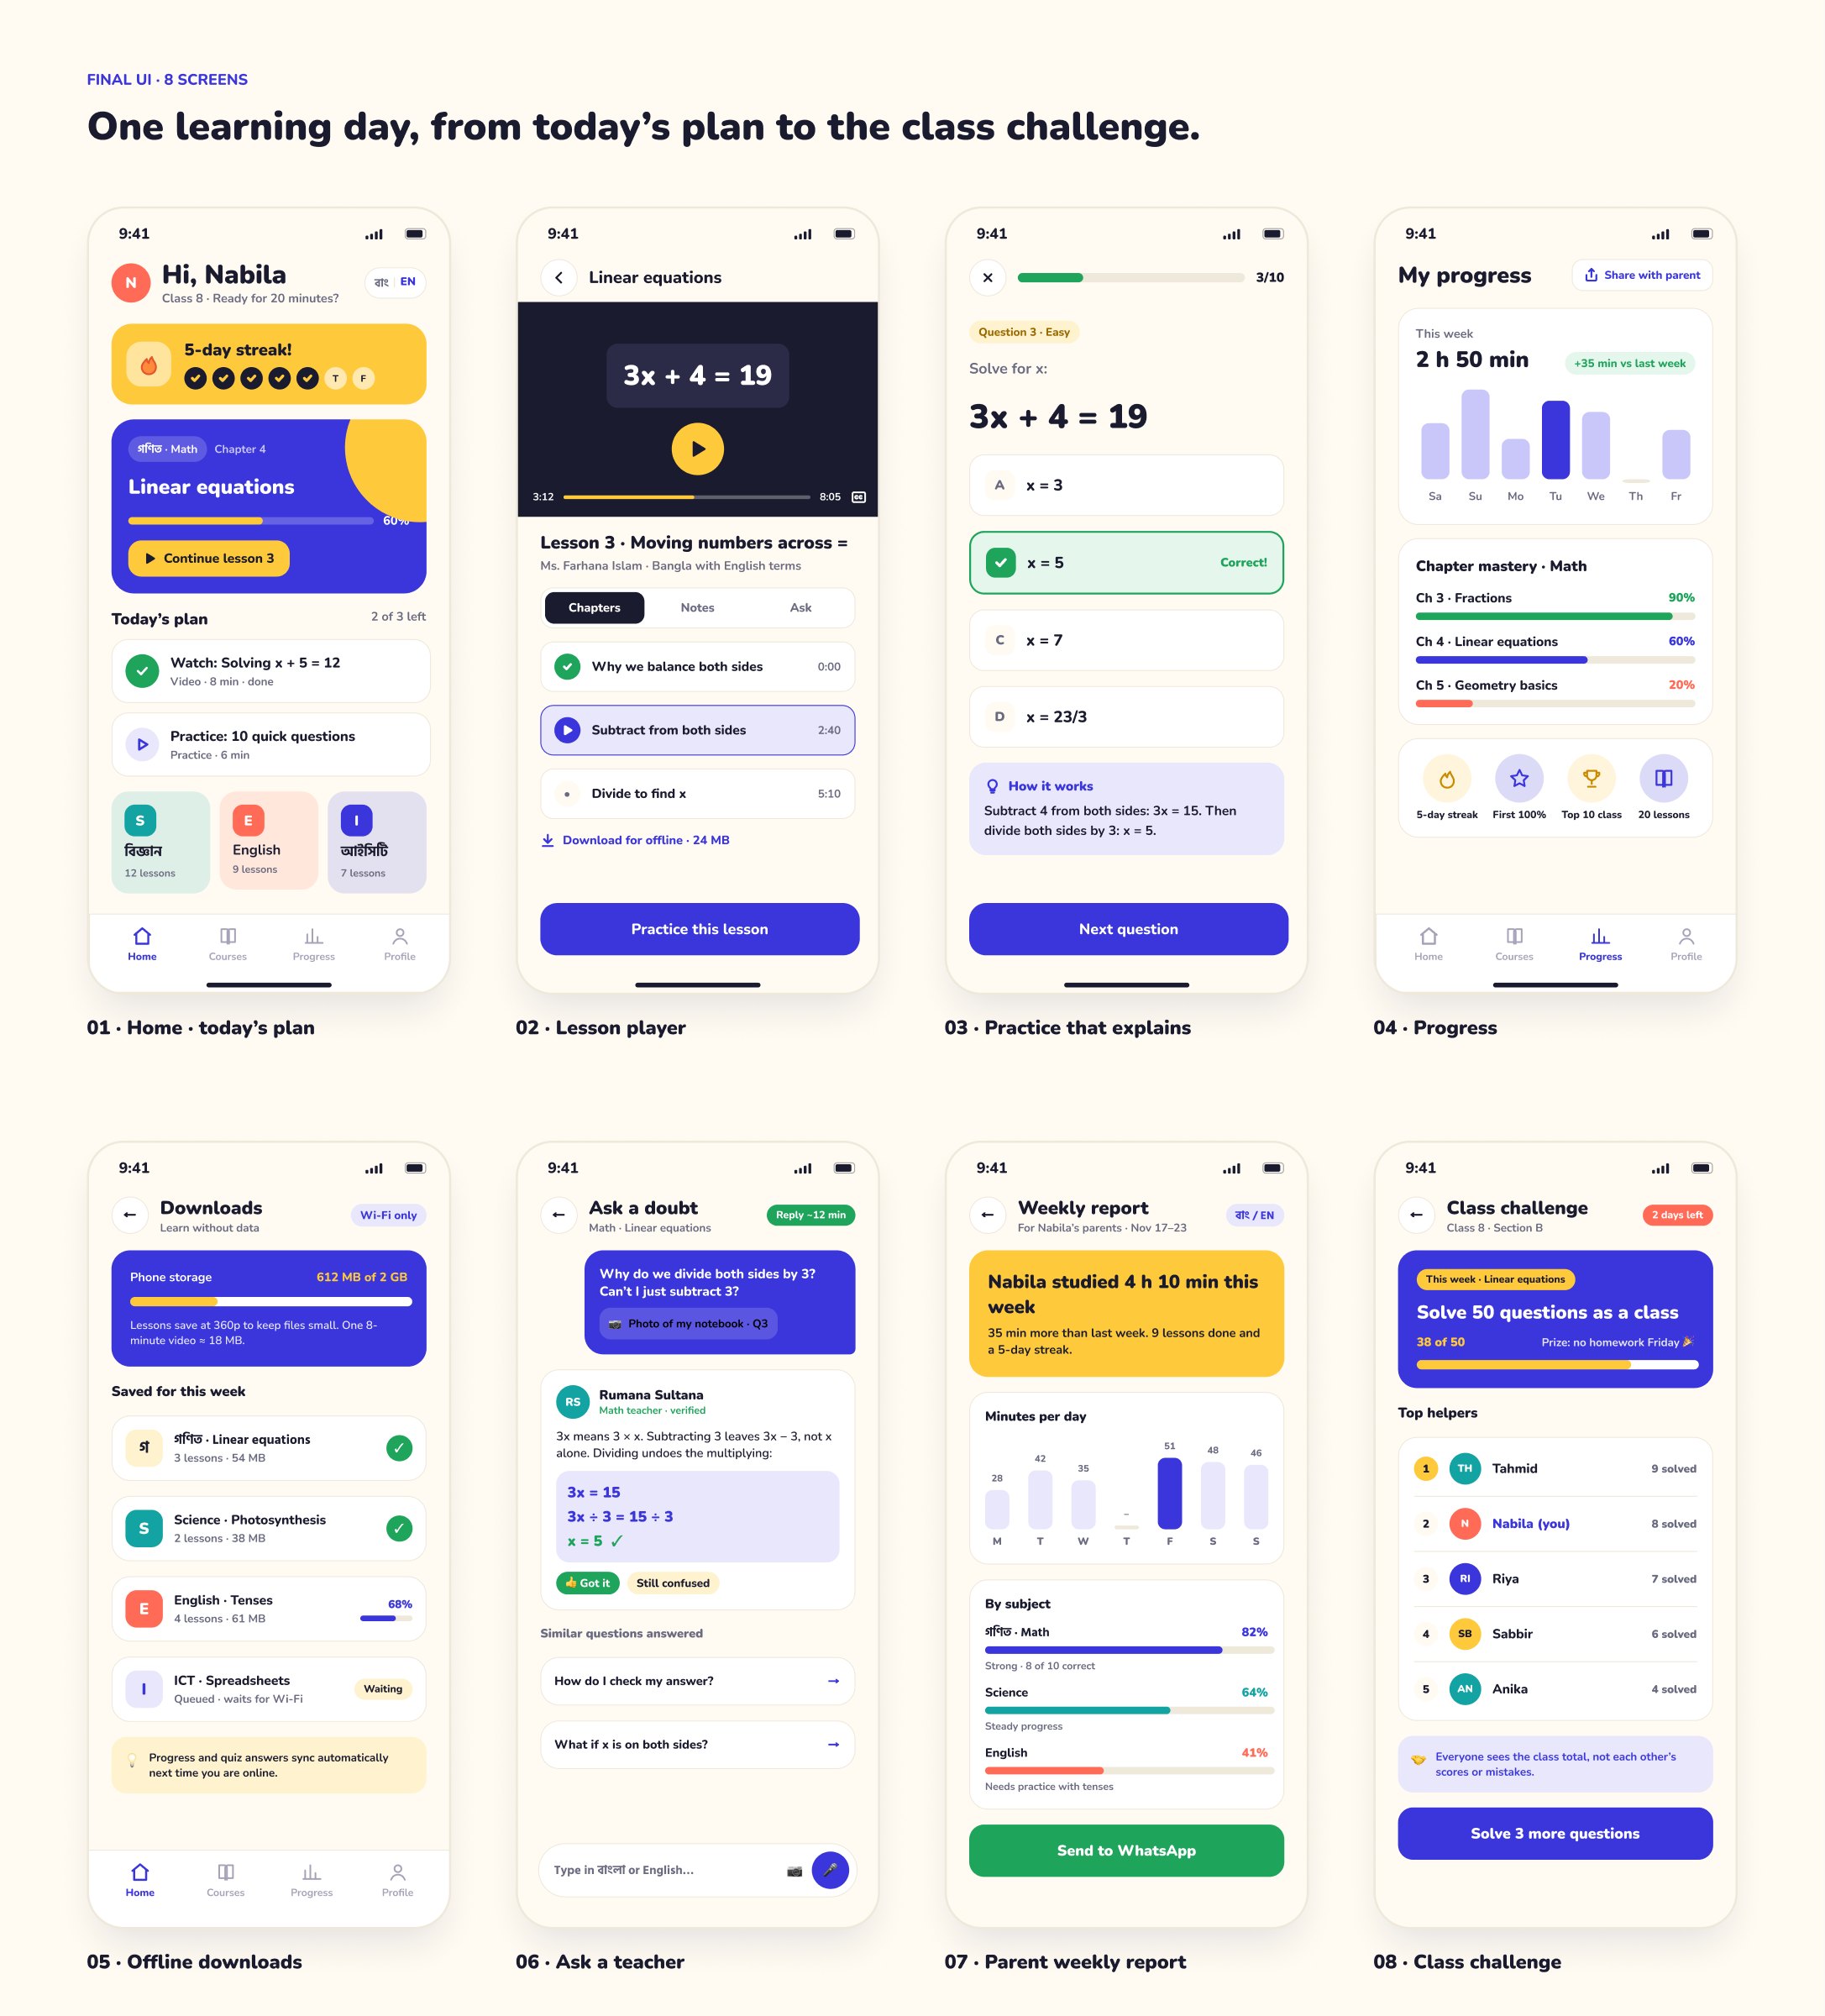 FINAL UI · 8 SCREENS
One learning day, from today’s plan to the class challenge.
9:41
N
Hi, Nabila
Class 8 · Ready for 20 minutes?
বাং EN
5-day streak!
T F
গণিত · Math Chapter 4
Linear equations
60%
Continue lesson 3
Today’s plan 2 of 3 left
Watch: Solving x + 5 = 12
Video · 8 min · done
Practice: 10 quick questions
Practice · 6 min
S E I
বিজ্ঞান English আইসিটি
12 lessons 9 lessons 7 lessons
Home Courses Progress Profile
01 · Home · today’s plan
9:41
Linear equations
3x + 4 = 19
3:12 8:05 CC
Lesson 3 · Moving numbers across =
Ms. Farhana Islam · Bangla with English terms
Chapters Notes Ask
Why we balance both sides 0:00
Subtract from both sides 2:40
Divide to find x 5:10
Download for offline · 24 MB
Practice this lesson
02 · Lesson player
9:41
3/10
Question 3 · Easy
Solve for x:
3x + 4 = 19
A x = 3
x = 5 Correct!
C x = 7
D x = 23/3
How it works
Subtract 4 from both sides: 3x = 15. Then
divide both sides by 3: x = 5.
Next question
03 · Practice that explains
9:41
My progress Share with parent
This week
2 h 50 min +35 min vs last week
Sa Su Mo Tu We Th Fr
Chapter mastery · Math
Ch 3 · Fractions 90%
Ch 4 · Linear equations 60%
Ch 5 · Geometry basics 20%
5-day streak First 100% Top 10 class 20 lessons
Home Courses Progress Profile
04 · Progress
9:41
← Downloads Wi-Fi only
Learn without data
Phone storage 612 MB of 2 GB
Lessons save at 360p to keep files small. One 8-
minute video ≈ 18 MB.
Saved for this week
গ গণিত · Linear equations ✓
3 lessons · 54 MB
S Science · Photosynthesis ✓
2 lessons · 38 MB
E English · Tenses 68%
4 lessons · 61 MB
I ICT · Spreadsheets Waiting
Queued · waits for Wi-Fi
Progress and quiz answers sync automatically
next time you are online.
Home Courses Progress Profile
05 · Offline downloads
9:41
← Ask a doubt Reply ~12 min
Math · Linear equations
Why do we divide both sides by 3?
Can’t I just subtract 3?
📷 Photo of my notebook · Q3
RS Rumana Sultana
Math teacher · verified
3x means 3 × x. Subtracting 3 leaves 3x − 3, not x
alone. Dividing undoes the multiplying:
3x = 15
3x ÷ 3 = 15 ÷ 3
x = 5 ✓
👍 Got it Still confused
Similar questions answered
How do I check my answer? →
What if x is on both sides? →
Type in বাংলা or English…
06 · Ask a teacher
9:41
← Weekly report বাং / EN
For Nabila’s parents · Nov 17–23
Nabila studied 4 h 10 min this
week
35 min more than last week. 9 lessons done and
a 5-day streak.
Minutes per day
28 42 35 – 51 48 46
M T W T F S S
By subject
গণিত · Math 82%
Strong · 8 of 10 correct
Science 64%
Steady progress
English 41%
Needs practice with tenses
Send to WhatsApp
07 · Parent weekly report
9:41
← Class challenge 2 days left
Class 8 · Section B
This week · Linear equations
Solve 50 questions as a class
38 of 50 Prize: no homework Friday 🎉
Top helpers
1 TH Tahmid 9 solved
2 N Nabila (you) 8 solved
3 RI Riya 7 solved
4 SB Sabbir 6 solved
5 AN Anika 4 solved
Everyone sees the class total, not each other’s
scores or mistakes.
Solve 3 more questions
08 · Class challenge